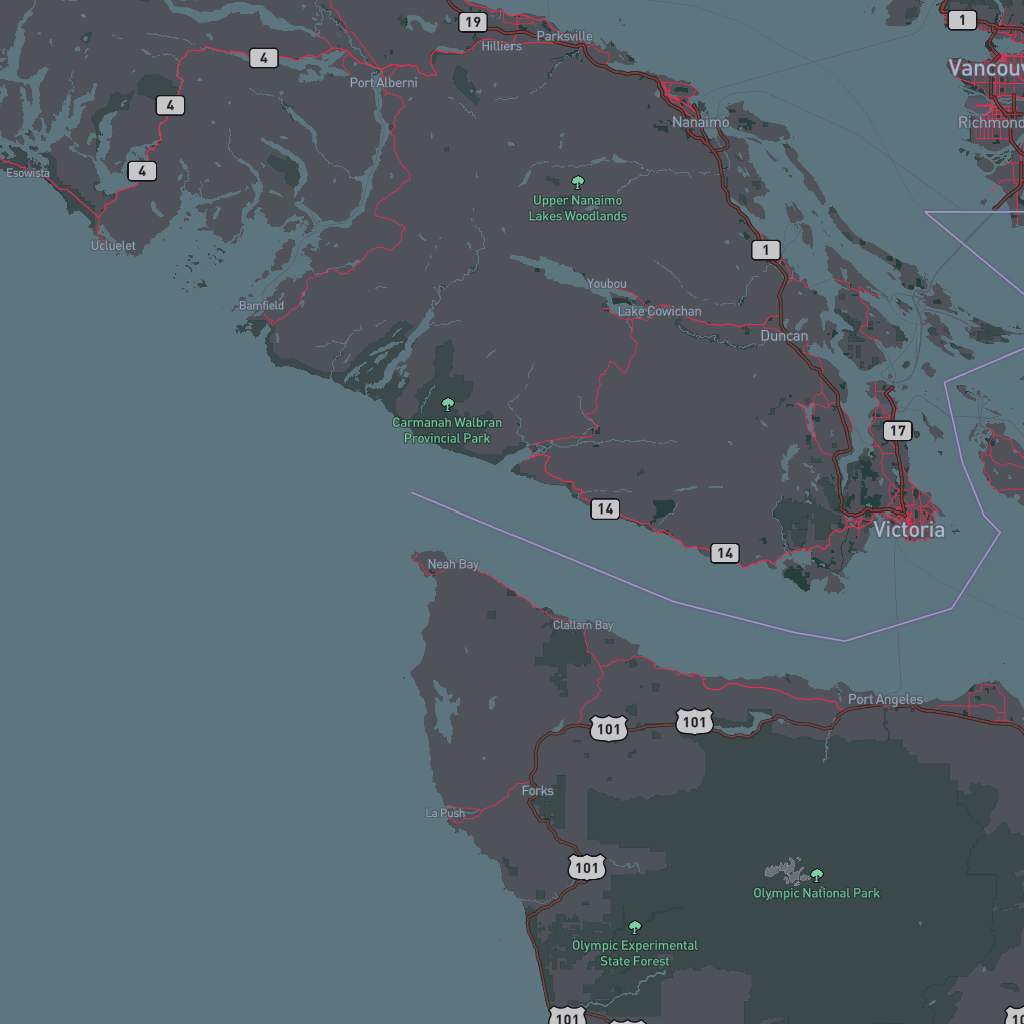 19
Parksville
Hilliers
1
4
Port Alberni
Vancouv
4
Nanaimo
Richmond
4
Esowista
Upper Nanaimo
Lakes Woodlands
Ucluelet
1
Youbou
Bamfield
Lake Cowichan
Duncan
Carmanah Walbran
Provincial Park
17
14
Victoria
14
Neah Bay
Clallam Bay
Port Angeles
101
101
Forks
La Push
101
Olympic National Park
Olympic Experimental
State Forest
101